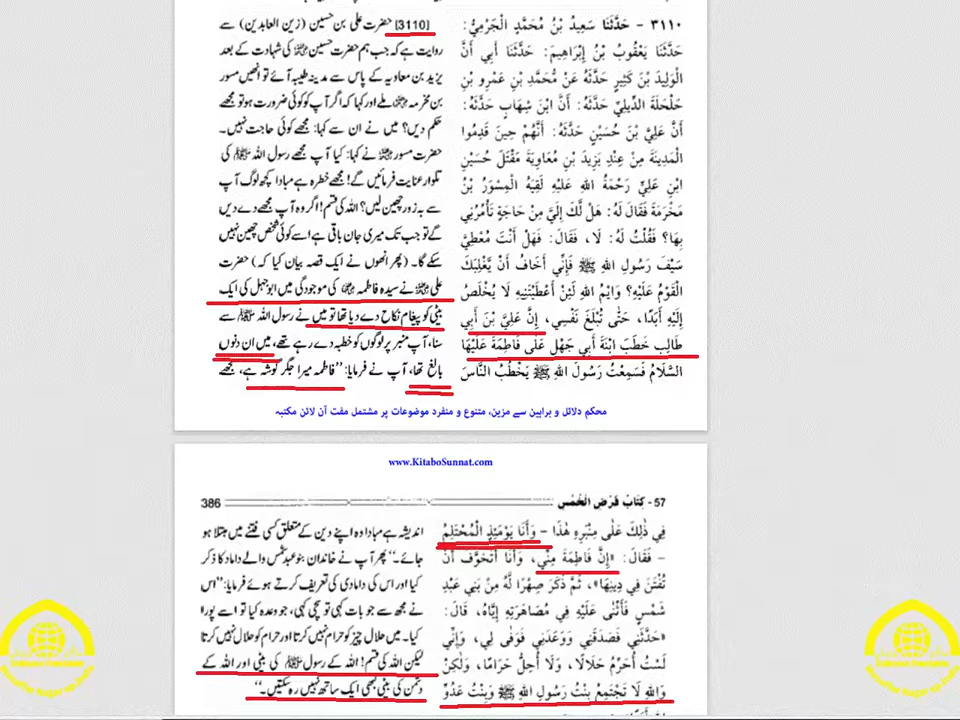 ٣١١٠ - حَدَّثَنَا سَعِيدُ بْنُ مُحَمَّدٍ الْجَرْمِيُّ:
حَدَّثَنَا يَعْقُوبُ بْنُ إِبْرَاهِيمَ: حَدَّثَنَا أَبِي أَنَّ
الْوَلِيدَ بْنَ كَثِيرٍ حَدَّثَهُ عَنْ مُحَمَّدِ بْنِ عَمْرِو بْنِ
حَلْحَلَةَ الدِّيلِيِّ حَدَّثَهُ: أَنَّ ابْنَ شِهَابٍ حَدَّثَهُ:
أَنَّ عَلِيَّ بْنَ حُسَيْنٍ حَدَّثَهُ: أَنَّهُمْ حِينَ قَدِمُوا
الْمَدِينَةَ مِنْ عِنْدِ يَزِيدَ بْنِ مُعَاوِيَةَ مَقْتَلَ حُسَيْنِ
ابْنِ عَلِيٍّ رَحْمَةُ اللهِ عَلَيْهِ لَقِيَهُ الْمِسْوَرُ بْنُ
مَخْرَمَةَ فَقَالَ لَهُ: هَلْ لَكَ إِلَيَّ مِنْ حَاجَةٍ تَأْمُرُنِي
بِهَا؟ فَقُلْتُ لَهُ: لَا، فَقَالَ: فَهَلْ أَنْتَ مُعْطِيَّ
سَيْفَ رَسُولِ اللهِ ﷺ فَإِنِّي أَخَافُ أَنْ يَغْلِبَكَ
الْقَوْمُ عَلَيْهِ؟ وَايْمُ اللهِ لَئِنْ أَعْطَيْتَنِيهِ لَا يُخْلَصُ
إِلَيْهِ أَبَدًا، حَتَّى تُبْلَغَ نَفْسِي، إِنَّ عَلِيَّ بْنَ أَبِي
طَالِبٍ خَطَبَ ابْنَةَ أَبِي جَهْلٍ عَلَى فَاطِمَةَ عَلَيْهَا
السَّلَامُ فَسَمِعْتُ رَسُولَ اللهِ ﷺ يَخْطُبُ النَّاسَ
[3110] حضرت علی بن حسین (زین العابدین) سے
روایت ہے کہ جب ہم حضرت حسین ؓ کی شہادت کے بعد
یزید بن معاویہ کے پاس سے مدینہ طیبہ آئے تو انھیں مسور
بن مخرمہ ؓ ملے اور کہا کہ اگر آپ کو کوئی ضرورت ہو تو مجھے
حکم دیں؟ میں نے ان سے کہا: مجھے کوئی حاجت نہیں۔
حضرت مسور ؓ نے کہا: کیا آپ مجھے رسول اللہ ﷺ کی
تلوار عنایت فرمائیں گے؟ مجھے خطرہ ہے مبادا کچھ لوگ آپ
سے بہ زور چھین لیں؟ اللہ کی قسم! اگر وہ آپ مجھے دے دیں
گے تو جب تک میری جان باقی ہے اسے کوئی شخص چھین نہیں
سکے گا۔ (پھر انھوں نے ایک قصہ بیان کیا کہ) حضرت
علی ؓ نے سیدہ فاطمہ ؓ کی موجودگی میں ابو جہل کی ایک
بیٹی کو پیغام نکاح دے دیا تھا تو میں نے رسول اللہ ﷺ سے
سنا، آپ منبر پر لوگوں کو خطبہ دے رہے تھے، میں ان دنوں
بالغ تھا، آپ نے فرمایا: ”فاطمہ میرا جگر گوشہ ہے، مجھے
محکم دلائل و براہین سے مزین، متنوع و منفرد موضوعات پر مشتمل مفت آن لائن مکتبہ
www.KitaboSunnat.com
57 - كِتَابُ فَرْضِ الْخُمُسِ
386
فِي ذٰلِكَ عَلَى مِنْبَرِهِ هٰذَا - وَأَنَا يَوْمَئِذٍ الْمُحْتَلِمُ
- فَقَالَ: «إِنَّ فَاطِمَةَ مِنِّي، وَأَنَا أَتَخَوَّفُ أَنْ
تُفْتَنَ فِي دِينِهَا»، ثُمَّ ذَكَرَ صِهْرًا لَهُ مِنْ بَنِي عَبْدِ
شَمْسٍ فَأَثْنَى عَلَيْهِ فِي مُصَاهَرَتِهِ إِيَّاهُ، قَالَ:
«حَدَّثَنِي فَصَدَقَنِي وَوَعَدَنِي فَوَفَى لِي، وَإِنِّي
لَسْتُ أُحَرِّمُ حَلَالًا، وَلَا أُحِلُّ حَرَامًا، وَلٰكِنْ
وَاللهِ لَا تَجْتَمِعُ بِنْتُ رَسُولِ اللهِ ﷺ وَبِنْتُ عَدُوِّ
اندیشہ ہے مبادا وہ اپنے دین کے متعلق کسی فتنے میں مبتلا ہو
جائے۔“ پھر آپ نے خاندان بنو عبد شمس والے داماد کا ذکر
کیا اور اس کی دامادی کی تعریف کرتے ہوئے فرمایا: ”اس
نے مجھ سے جو بات کہی تو سچی کہی، جو وعدہ کیا تو اسے پورا
کیا۔ میں حلال چیز کو حرام نہیں کرتا اور حرام کو حلال نہیں کرتا
لیکن اللہ کی قسم! اللہ کے رسول ﷺ کی بیٹی اور اللہ کے
دشمن کی بیٹی کبھی ایک ساتھ نہیں رہ سکتیں۔“